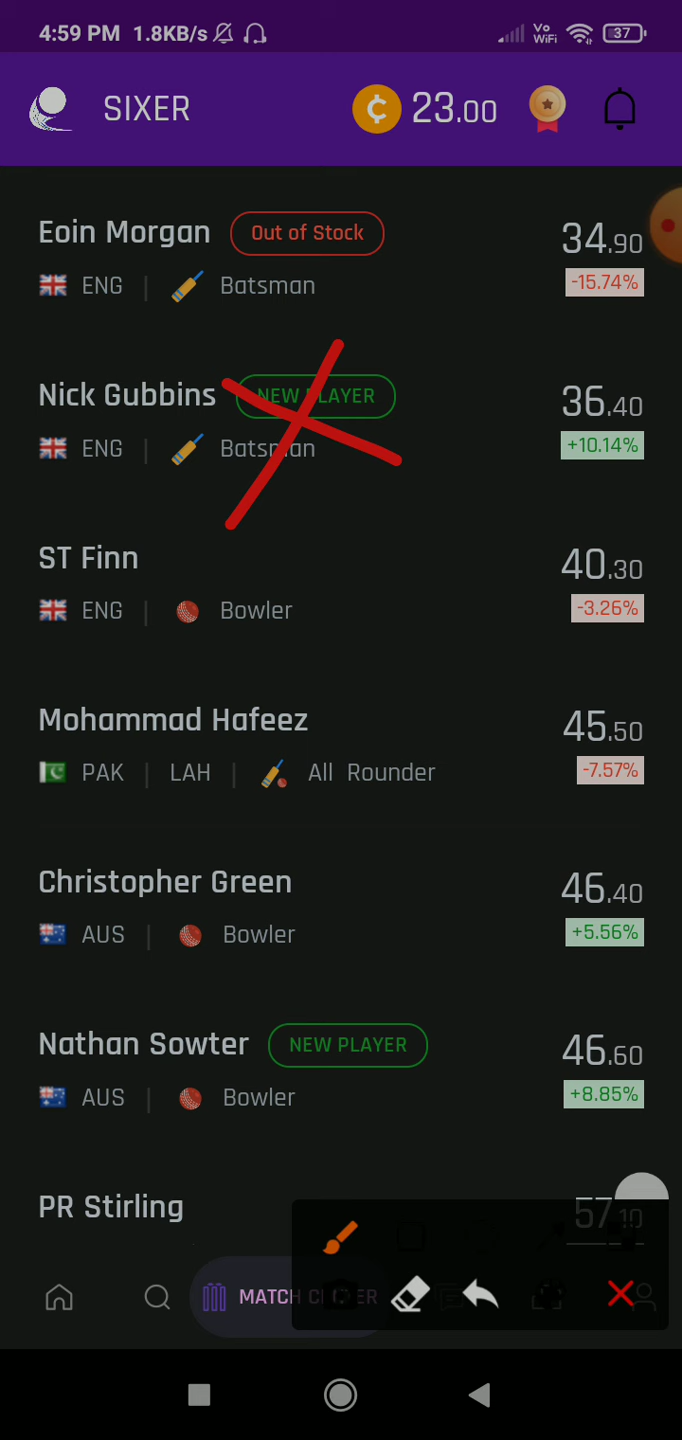 4:59 PM 1.8KB/s Vo WiFi 37
SIXER ¢ 23.00
Eoin Morgan Out of Stock 34.90
ENG | Batsman -15.74%
Nick Gubbins NEW PLAYER 36.40
ENG | Batsman +10.14%
ST Finn 40.30
ENG | Bowler -3.26%
Mohammad Hafeez 45.50
PAK | LAH | All Rounder -7.57%
Christopher Green 46.40
AUS | Bowler +5.56%
Nathan Sowter NEW PLAYER 46.60
AUS | Bowler +8.85%
PR Stirling 57.10
MATCH